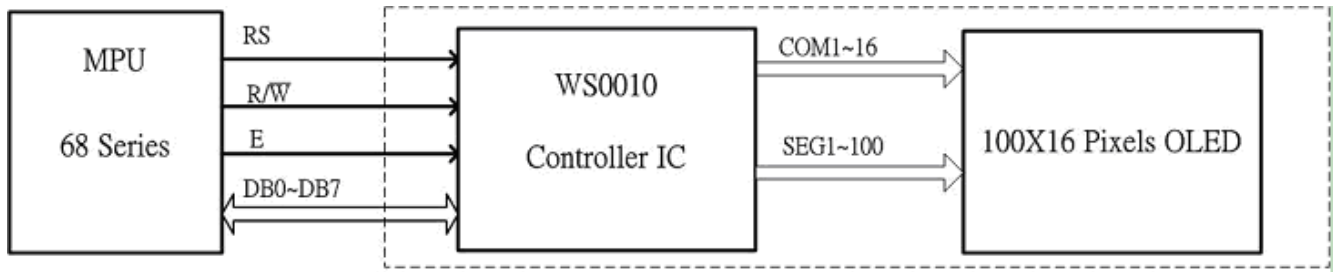 MPU
68 Series
RS
R/W̅
E
DB0~DB7
WS0010
Controller IC
COM1~16
SEG1~100
100X16 Pixels OLED